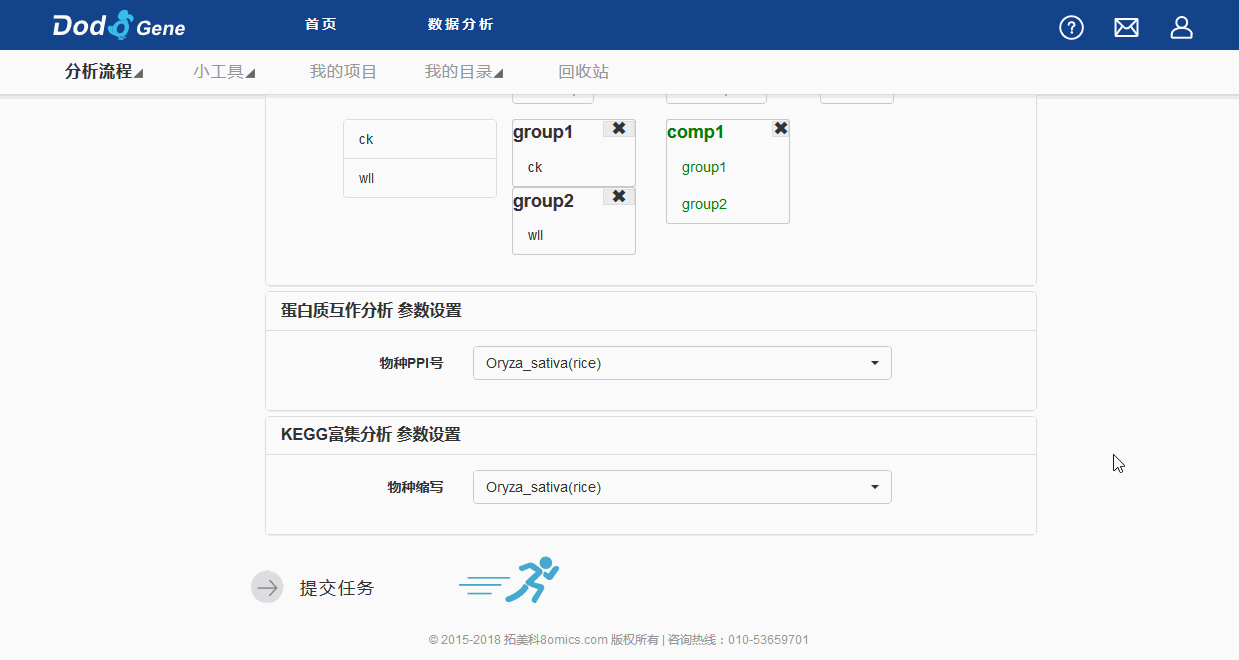 Dodo Gene 首页 数据分析
分析流程 小工具 我的项目 我的目录 回收站
ck
wll
group1
ck
group2
wll
comp1
group1
group2
蛋白质互作分析 参数设置
物种PPI号 Oryza_sativa(rice)
KEGG富集分析 参数设置
物种缩写 Oryza_sativa(rice)
提交任务
© 2015-2018 拓美科8omics.com 版权所有 | 咨询热线：010-53659701